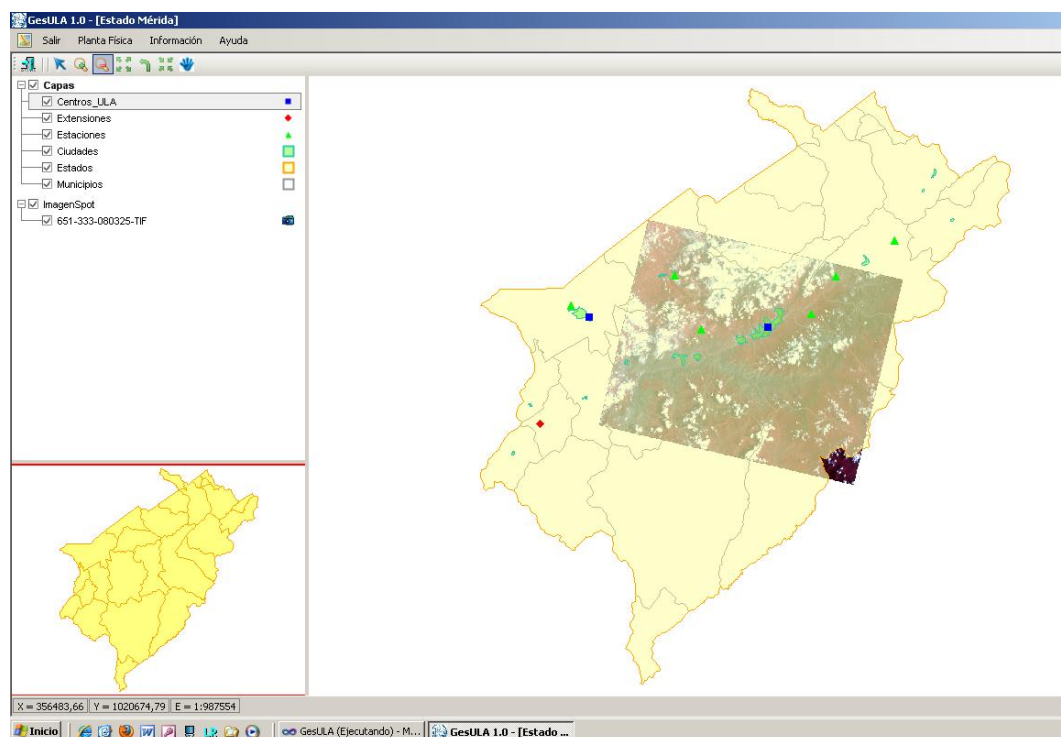 GesULA 1.0 - [Estado Mérida]
Salir Planta Física Información Ayuda
Capas
Centros_ULA
Extensiones
Estaciones
Ciudades
Estados
Municipios
ImagenSpot
651-333-080325-TIF
X = 356483,66 Y = 1020674,79 E = 1:987554
Inicio GesULA (Ejecutando) - M... GesULA 1.0 - [Estado ...